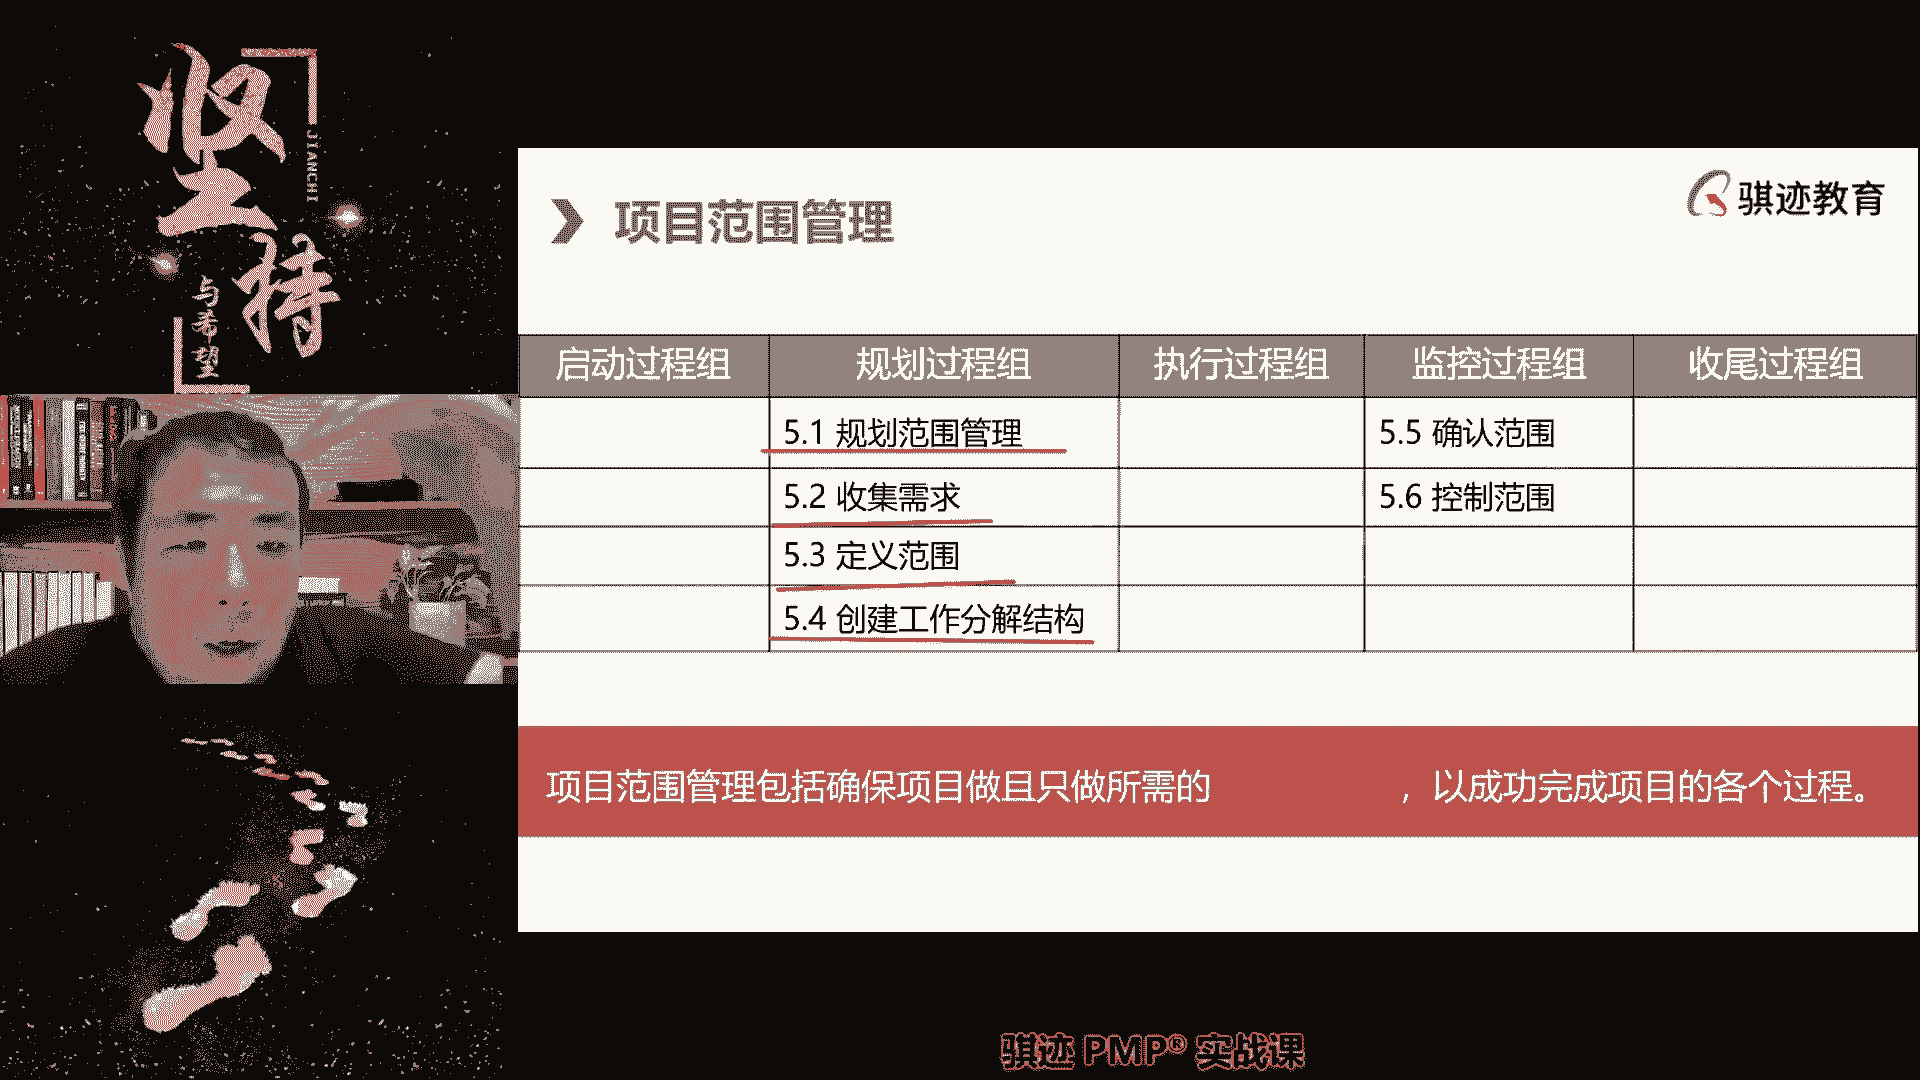 坚持
JIANCHI
与希望
项目范围管理
骐迹教育
启动过程组 规划过程组 执行过程组 监控过程组 收尾过程组
5.1 规划范围管理 5.5 确认范围
5.2 收集需求 5.6 控制范围
5.3 定义范围
5.4 创建工作分解结构
项目范围管理包括确保项目做且只做所需的 ，以成功完成项目的各个过程。
骐迹 PMP® 实战课